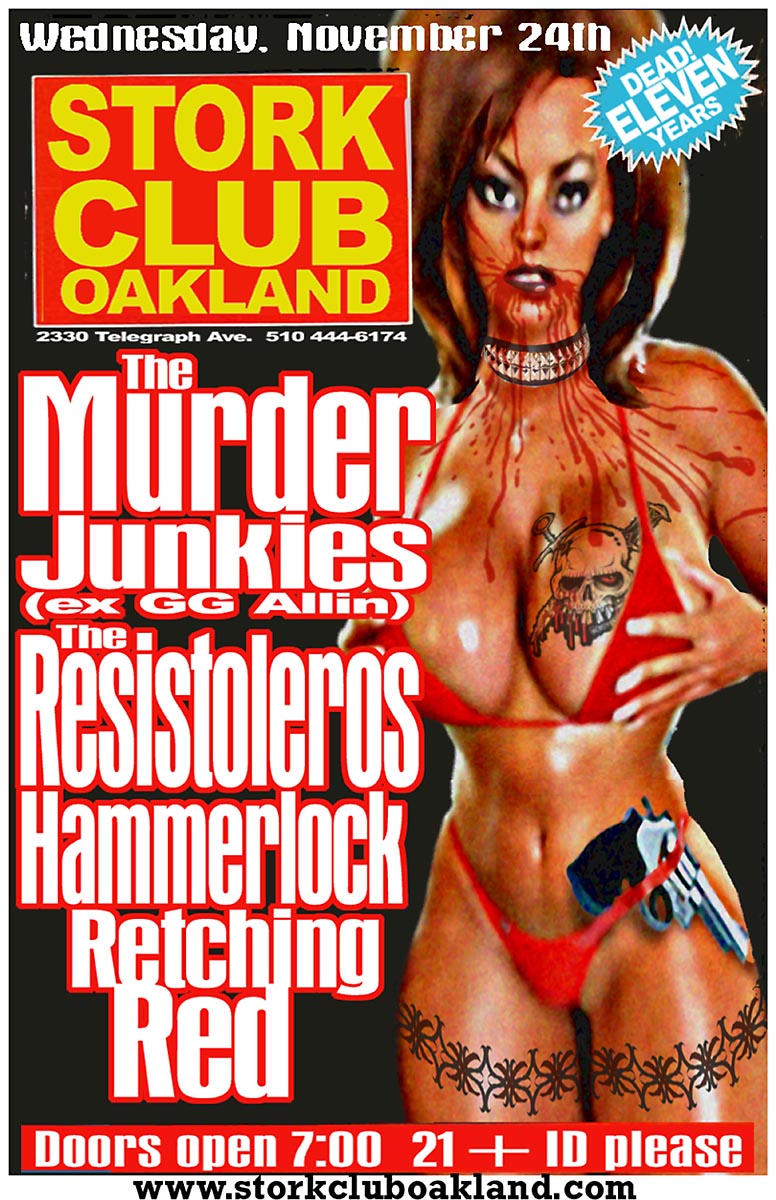 Wednesday, November 24th
DEAD!
ELEVEN
YEARS
STORK
CLUB
OAKLAND
2330 Telegraph Ave. 510 444-6174
The
Murder
Junkies
(ex GG Allin)
The
Resistoleros
Hammerlock
Retching
Red
Doors open 7:00 21 + ID please
www.storkcluboakland.com